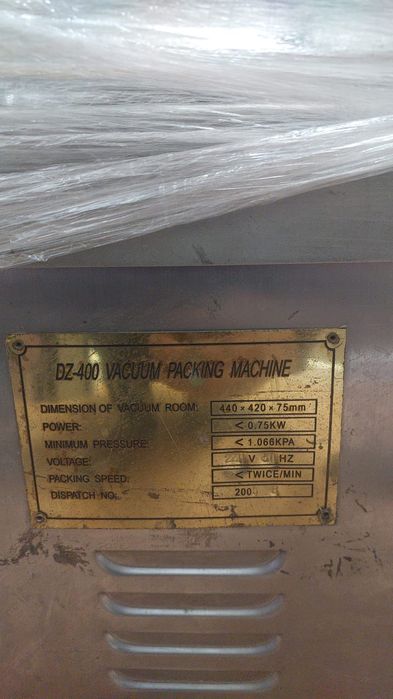 DZ-400 VACUUM PACKING MACHINE
DIMENSION OF VACUUM ROOM: 440×420×75mm
POWER: <0.75KW
MINIMUM PRESSURE: <1.066KPA
VOLTAGE: V HZ
PACKING SPEED: <TWICE/MIN
DISPATCH NO.: 200